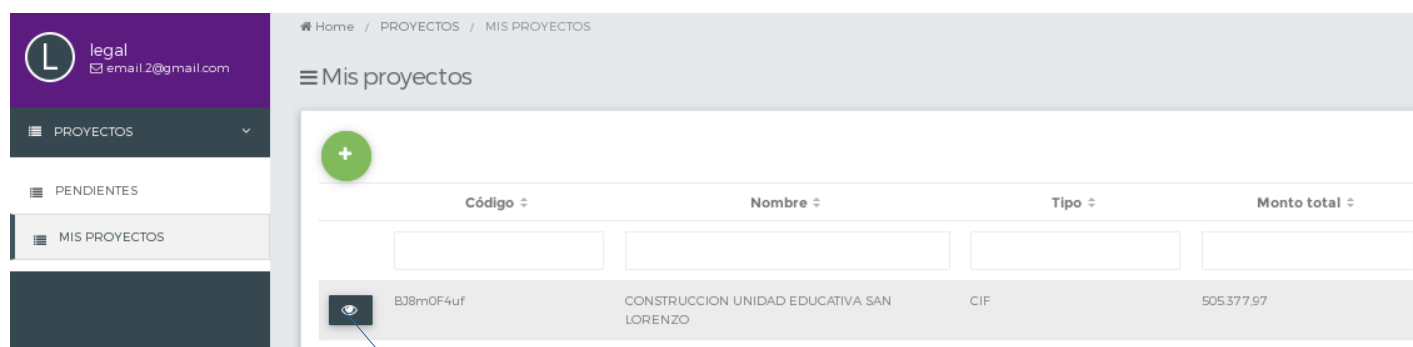 Home / PROYECTOS / MIS PROYECTOS
L
legal
email.2@gmail.com
Mis proyectos
PROYECTOS
+
PENDIENTES
MIS PROYECTOS
Código Nombre Tipo Monto total
BJ8m0F4uf CONSTRUCCION UNIDAD EDUCATIVA SAN CIF 505.377,97
LORENZO